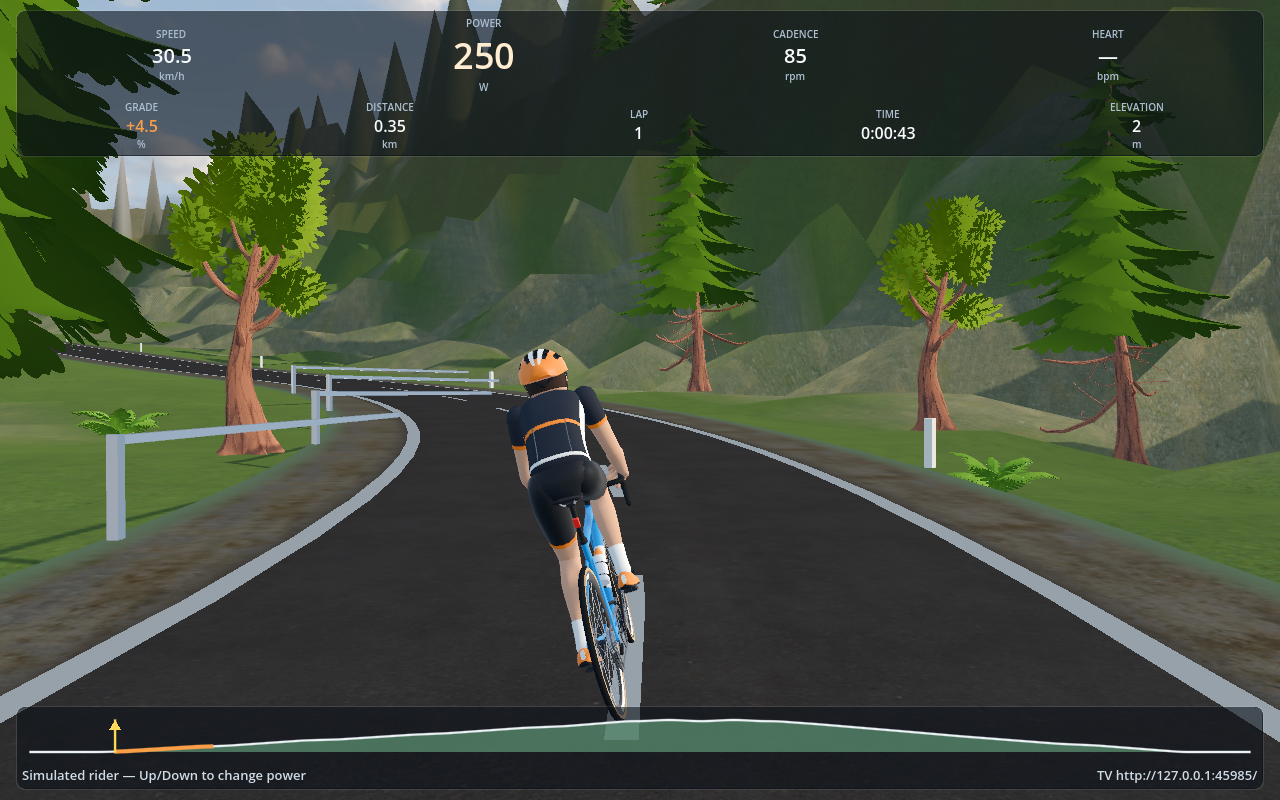 SPEED
30.5
km/h
POWER
250
W
CADENCE
85
rpm
HEART
—
bpm
GRADE
+4.5
%
DISTANCE
0.35
km
LAP
1
TIME
0:00:43
ELEVATION
2
m
Simulated rider — Up/Down to change power
TV http://127.0.0.1:45985/